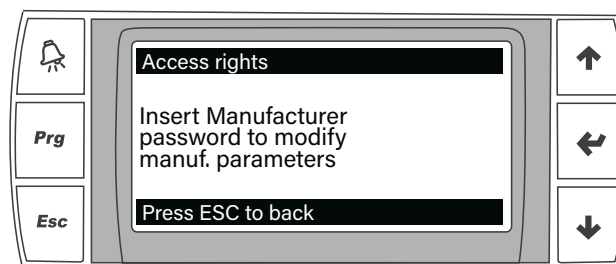 Access rights
Prg
Insert Manufacturer
password to modify
manuf. parameters
Esc
Press ESC to back